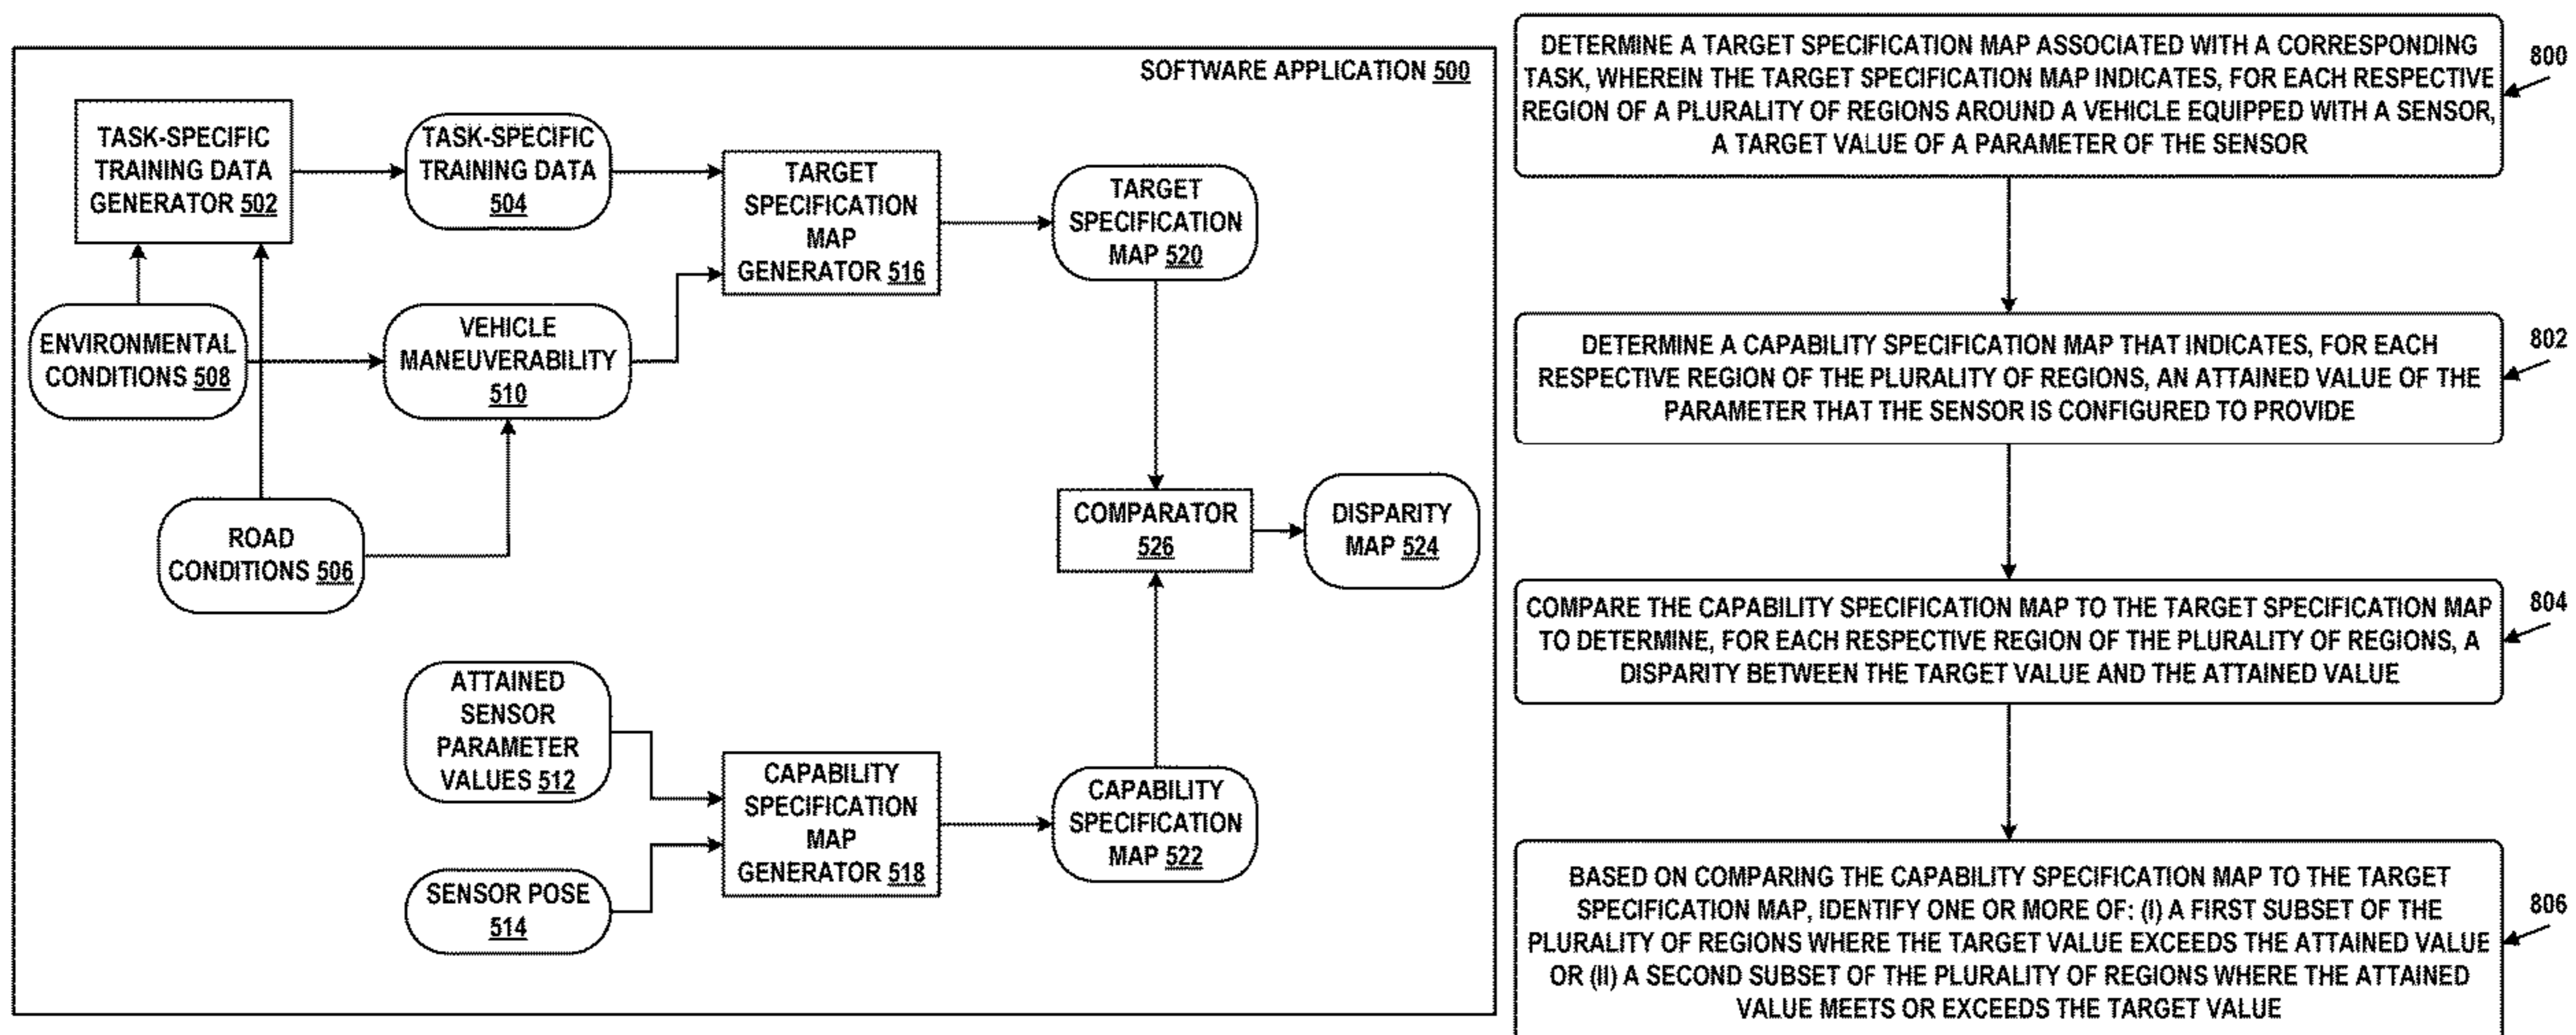 SOFTWARE APPLICATION 500
TASK-SPECIFIC
TRAINING DATA
GENERATOR 502
TASK-SPECIFIC
TRAINING DATA
504
TARGET
SPECIFICATION
MAP
GENERATOR 516
TARGET
SPECIFICATION
MAP 520
ENVIRONMENTAL
CONDITIONS 508
VEHICLE
MANEUVERABILITY
510
ROAD
CONDITIONS 506
COMPARATOR
526
DISPARITY
MAP 524
ATTAINED
SENSOR
PARAMETER
VALUES 512
SENSOR POSE
514
CAPABILITY
SPECIFICATION
MAP
GENERATOR 518
CAPABILITY
SPECIFICATION
MAP 522
DETERMINE A TARGET SPECIFICATION MAP ASSOCIATED WITH A CORRESPONDING
TASK, WHEREIN THE TARGET SPECIFICATION MAP INDICATES, FOR EACH RESPECTIVE
REGION OF A PLURALITY OF REGIONS AROUND A VEHICLE EQUIPPED WITH A SENSOR,
A TARGET VALUE OF A PARAMETER OF THE SENSOR
800
DETERMINE A CAPABILITY SPECIFICATION MAP THAT INDICATES, FOR EACH
RESPECTIVE REGION OF THE PLURALITY OF REGIONS, AN ATTAINED VALUE OF THE
PARAMETER THAT THE SENSOR IS CONFIGURED TO PROVIDE
802
COMPARE THE CAPABILITY SPECIFICATION MAP TO THE TARGET SPECIFICATION MAP
TO DETERMINE, FOR EACH RESPECTIVE REGION OF THE PLURALITY OF REGIONS, A
DISPARITY BETWEEN THE TARGET VALUE AND THE ATTAINED VALUE
804
BASED ON COMPARING THE CAPABILITY SPECIFICATION MAP TO THE TARGET
SPECIFICATION MAP, IDENTIFY ONE OR MORE OF: (I) A FIRST SUBSET OF THE
PLURALITY OF REGIONS WHERE THE TARGET VALUE EXCEEDS THE ATTAINED VALUE
OR (II) A SECOND SUBSET OF THE PLURALITY OF REGIONS WHERE THE ATTAINED
VALUE MEETS OR EXCEEDS THE TARGET VALUE
806